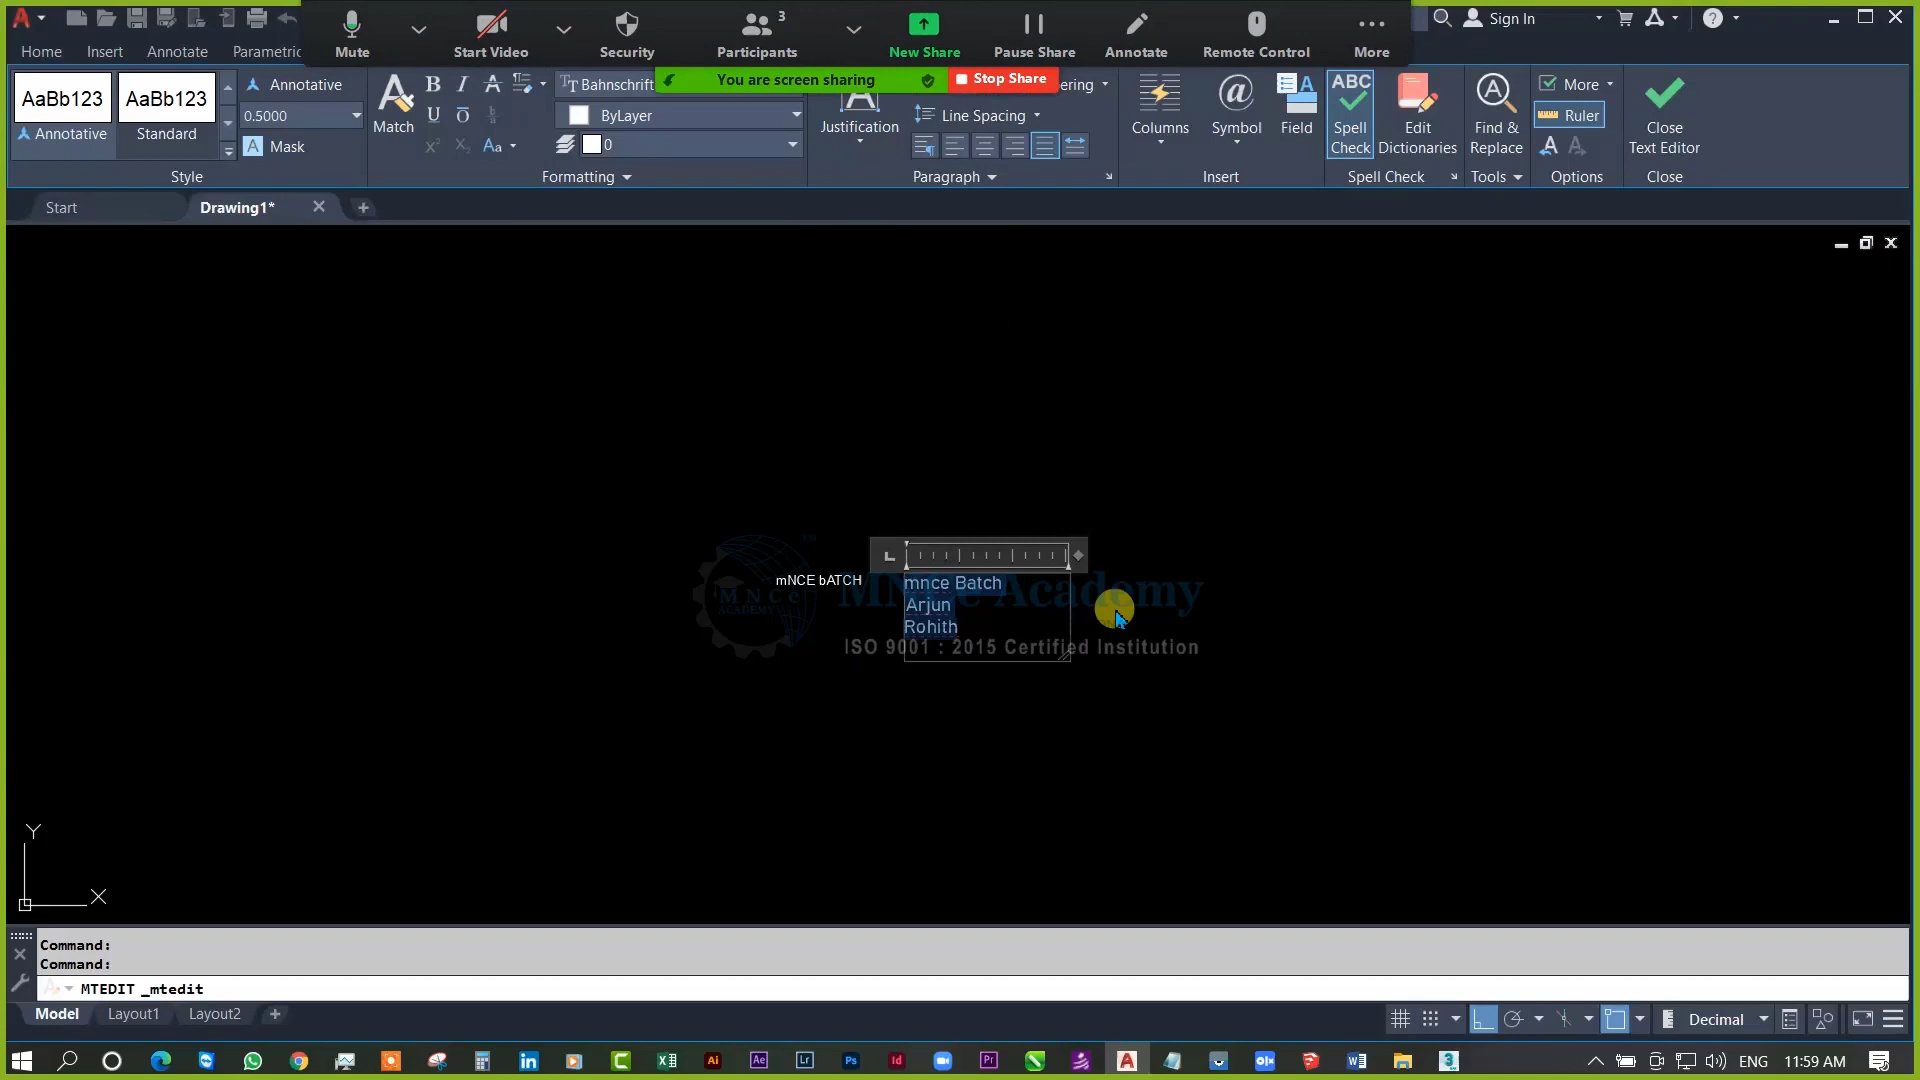 Mute
Start Video
Security
Participants
3
New Share
Pause Share
Annotate
Remote Control
More
Sign In
Home
Insert
Annotate
Parametric
You are screen sharing
Stop Share
AaBb123
AaBb123
Annotative
Standard
Annotative
0.5000
Mask
Style
Match
Bahnschrift
ByLayer
0
Formatting
Justification
ering
Line Spacing
Paragraph
Columns
Symbol
Field
Insert
ABC
Spell
Check
Edit
Dictionaries
Spell Check
Find &
Replace
Tools
More
Ruler
Options
Close
Text Editor
Close
Start
Drawing1*
mNCE bATCH
mnce Batch
Arjun
Rohith
MNCe
ACADEMY
MNCe Academy
ISO 9001 : 2015 Certified Institution
Y
X
Command:
Command:
MTEDIT _mtedit
Model
Layout1
Layout2
Decimal
ENG
11:59 AM